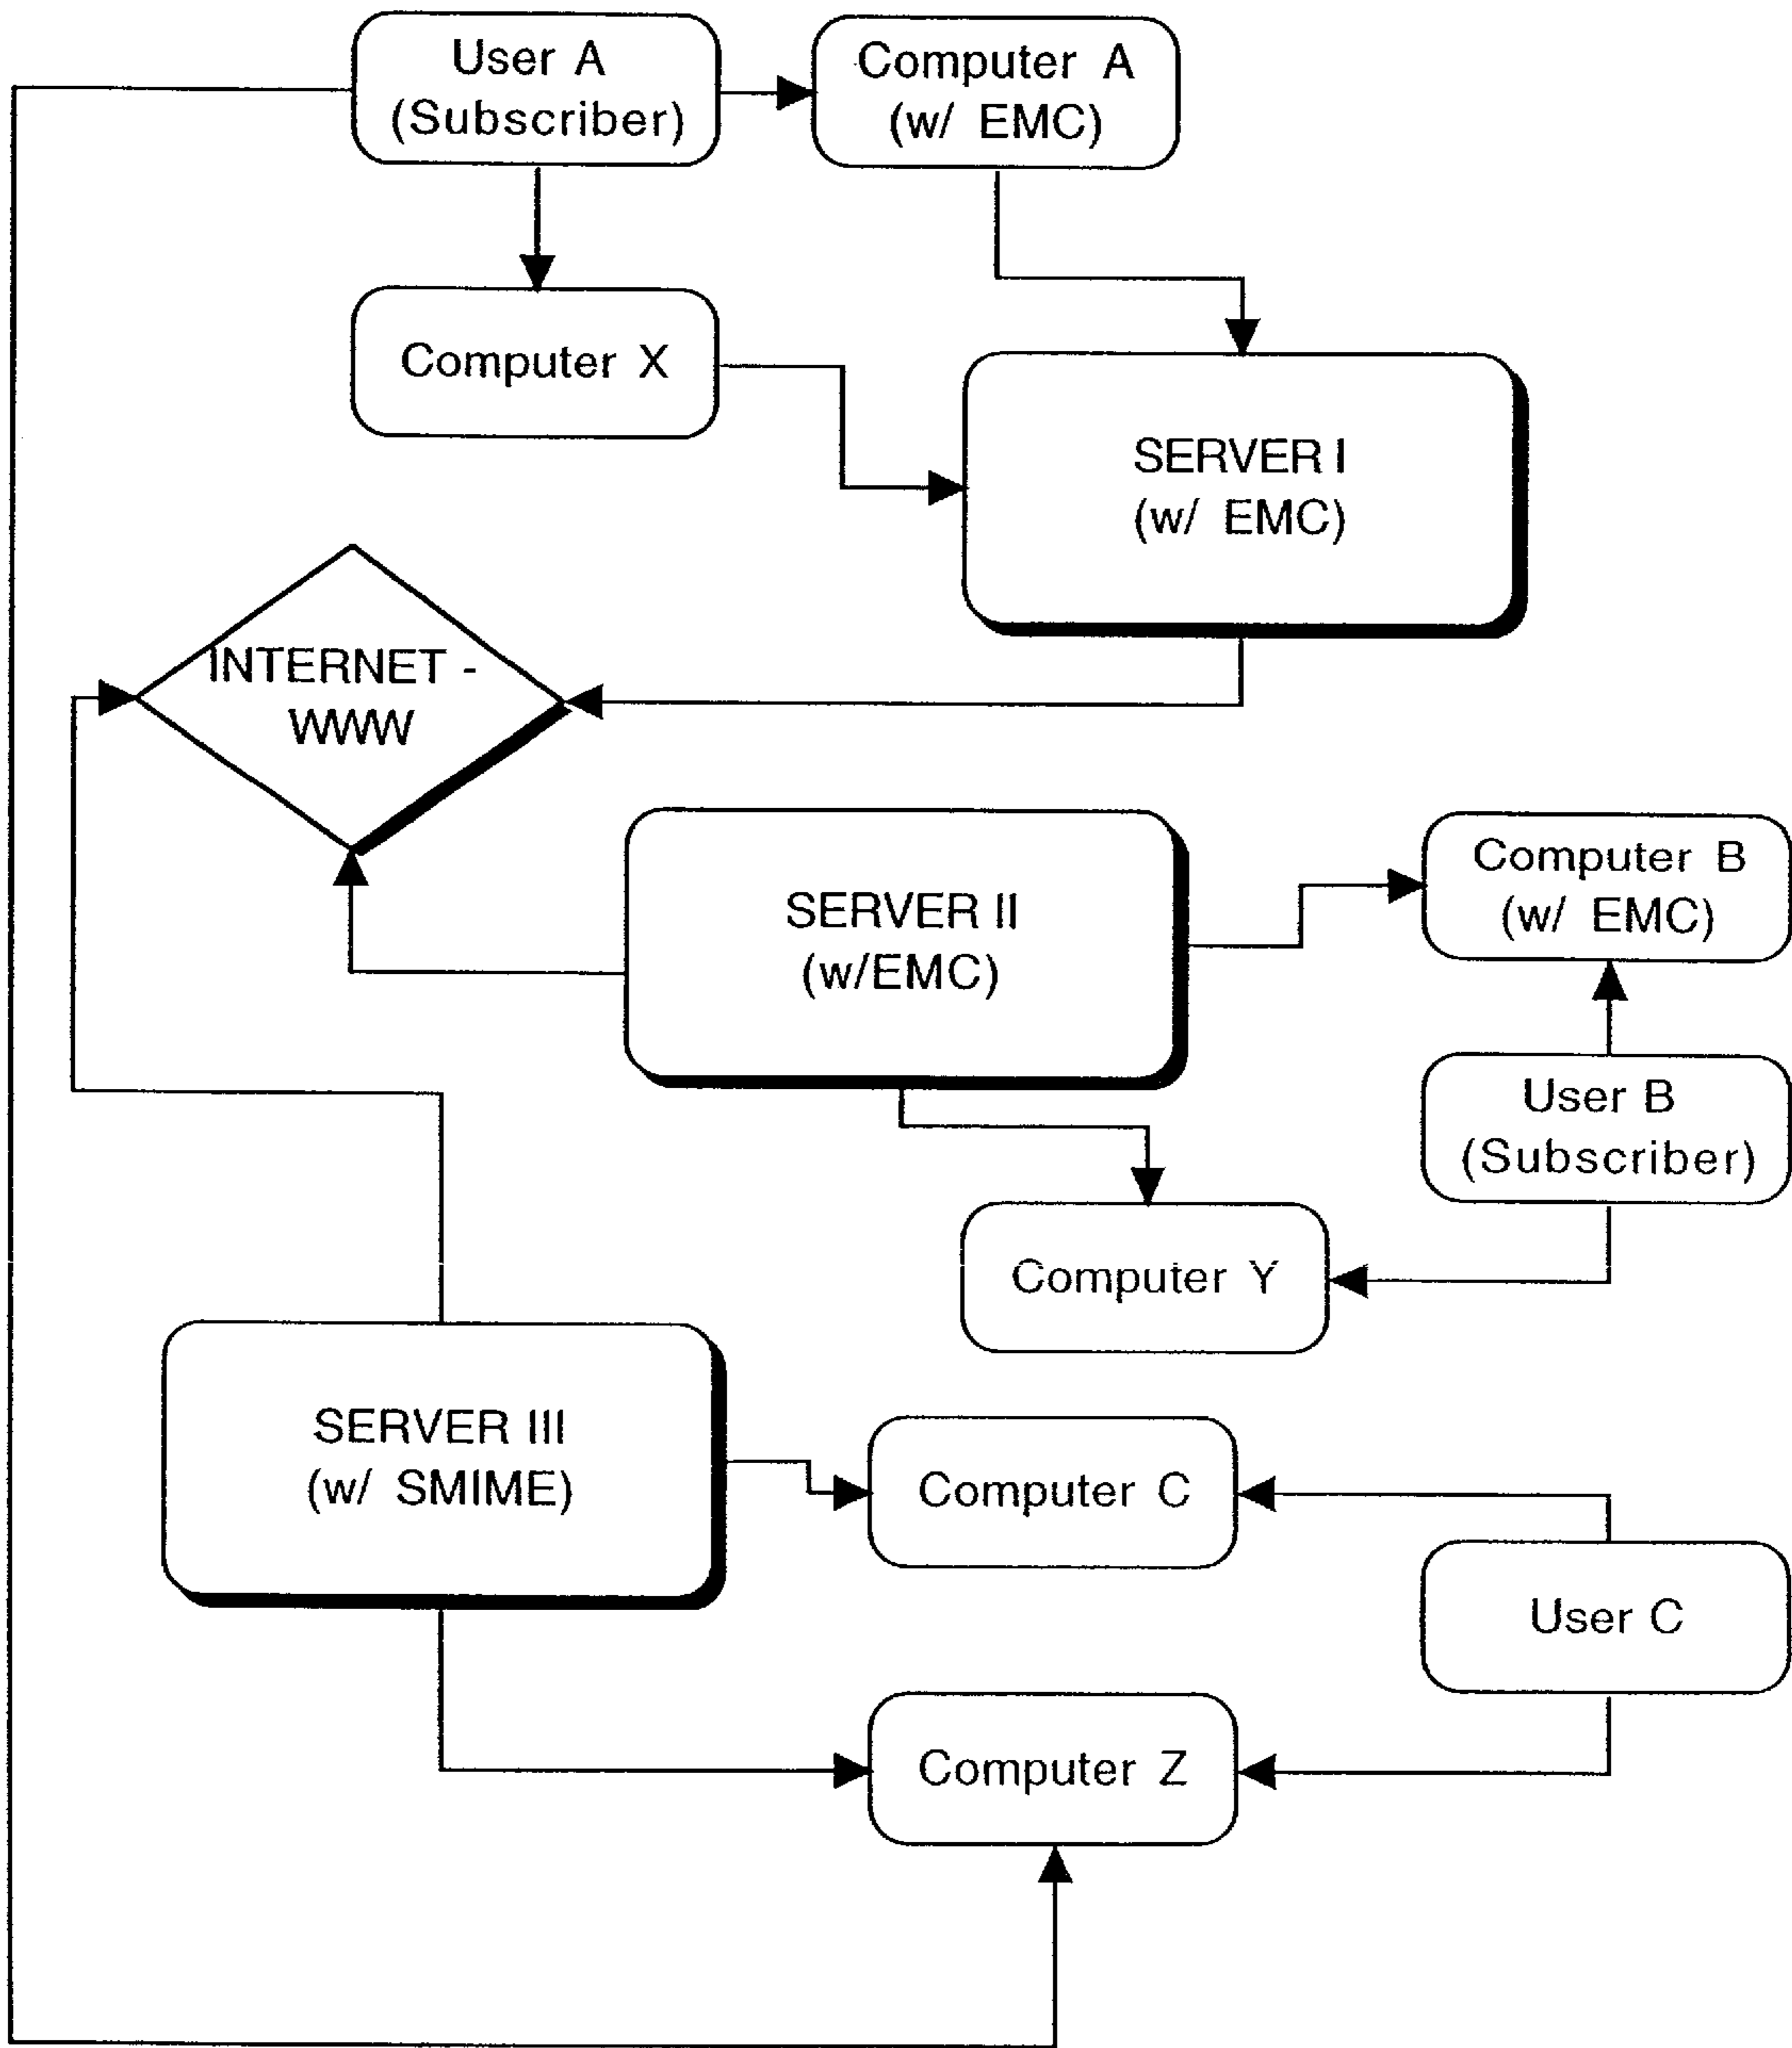 User A
(Subscriber)
Computer A
(w/ EMC)
Computer X
SERVER I
(w/ EMC)
INTERNET -
WWW
SERVER II
(w/EMC)
Computer B
(w/ EMC)
User B
(Subscriber)
Computer Y
SERVER III
(w/ SMIME)
Computer C
User C
Computer Z